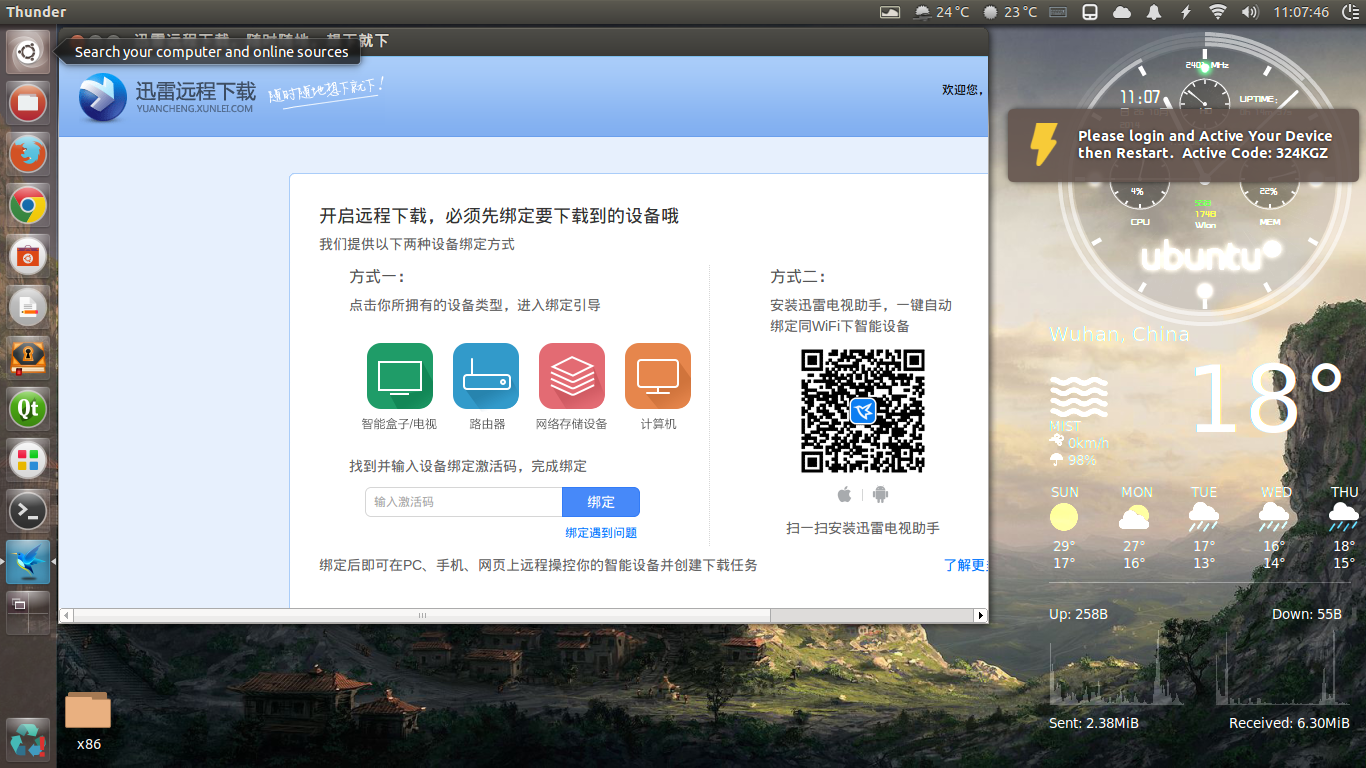 Thunder
24 °C
23 °C
11:07:46
就下
Search your computer and online sources
迅雷远程下载
YUANCHENG.XUNLEI.COM
随时随地想下就下!
欢迎您,
开启远程下载，必须先绑定要下载到的设备哦
我们提供以下两种设备绑定方式
方式一：
点击你所拥有的设备类型，进入绑定引导
智能盒子/电视
路由器
网络存储设备
计算机
找到并输入设备绑定激活码，完成绑定
输入激活码
绑定
绑定遇到问题
方式二：
安装迅雷电视助手，一键自动
绑定同WiFi下智能设备
扫一扫安装迅雷电视助手
绑定后即可在PC、手机、网页上远程操控你的智能设备并创建下载任务
了解更
Qt
x86
MHz
11:07
UPTIME:
Please login and Active Your Device
then Restart. Active Code: 324KGZ
4%
CPU
22%
MEM
55B
174B
Wlan
ubuntu
Wuhan, China
18°
MIST
0km/h
98%
SUN MON TUE WED THU
29° 27° 17° 16° 18°
17° 16° 13° 14° 15°
Up: 258B
Down: 55B
Sent: 2.38MiB
Received: 6.30MiB